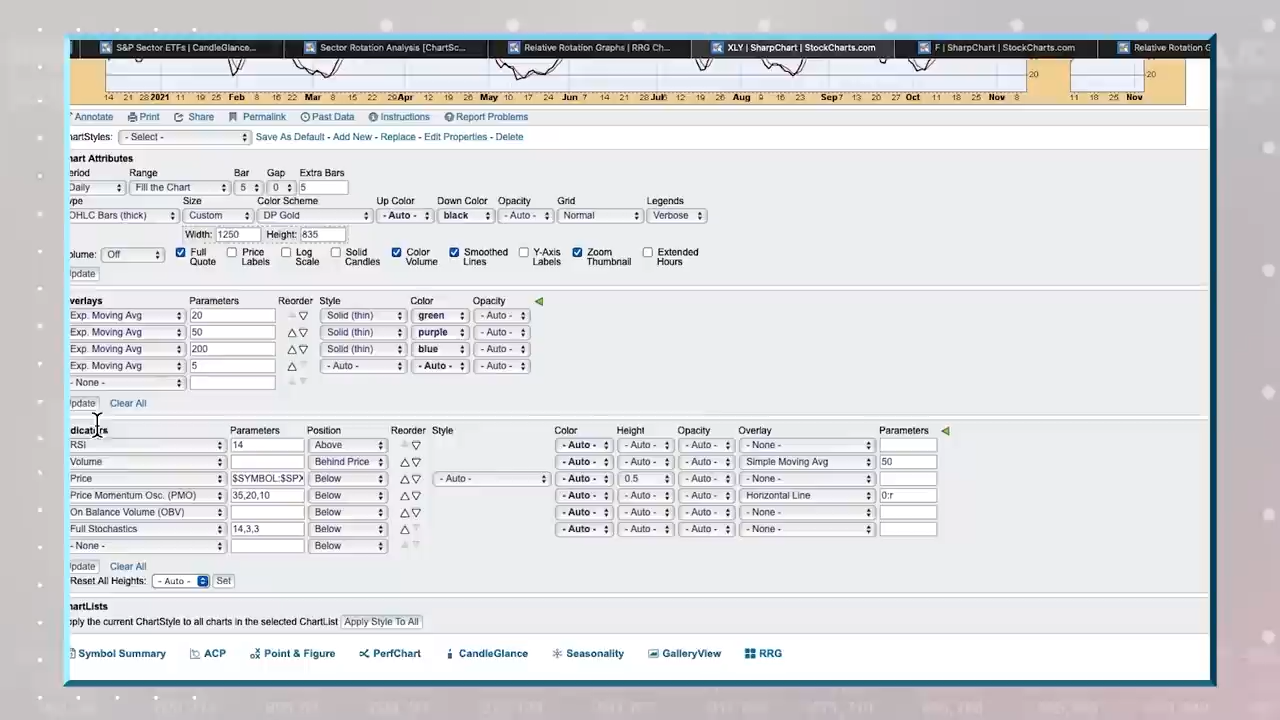 S&P Sector ETFs | CandleGlance... Sector Rotation Analysis [ChartSc... Relative Rotation Graphs | RRG Ch... XLY | SharpChart | StockCharts.com F | SharpChart | StockCharts.com Relative Rotation G
20 20
14 21 28 2021 11 19 25 Feb 8 16 22 Mar 8 15 22 29 Apr 12 19 26 May 10 17 24 Jun 7 14 21 28 Jul 6 12 19 26 Aug 9 16 23 Sep 7 13 20 27 Oct 11 18 25 Nov 8 11 18 25 Nov
Annotate Print Share Permalink Past Data Instructions Report Problems
hartStyles: - Select - Save As Default - Add New - Replace - Edit Properties - Delete
hart Attributes
eriod Range Bar Gap Extra Bars
Daily Fill the Chart 5 0 5
ype Size Color Scheme Up Color Down Color Opacity Grid Legends
OHLC Bars (thick) Custom DP Gold - Auto - black - Auto - Normal Verbose
Width: 1250 Height: 835
olume: Off Full Quote Price Labels Log Scale Solid Candles Color Volume Smoothed Lines Y-Axis Labels Zoom Thumbnail Extended Hours
pdate
verlays Parameters Reorder Style Color Opacity
Exp. Moving Avg 20 Solid (thin) green - Auto -
Exp. Moving Avg 50 Solid (thin) purple - Auto -
Exp. Moving Avg 200 Solid (thin) blue - Auto -
Exp. Moving Avg 5 - Auto - - Auto - - Auto -
- None -
pdate Clear All
dicators Parameters Position Reorder Style Color Height Opacity Overlay Parameters
RSI 14 Above - Auto - - Auto - - Auto - - None -
Volume Behind Price - Auto - - Auto - - Auto - Simple Moving Avg 50
Price $SYMBOL:$SPX Below - Auto - - Auto - 0.5 - Auto - - None -
Price Momentum Osc. (PMO) 35,20,10 Below - Auto - - Auto - - Auto - Horizontal Line 0:r
On Balance Volume (OBV) Below - Auto - - Auto - - Auto - - None -
Full Stochastics 14,3,3 Below - Auto - - Auto - - Auto - - None -
- None - Below
pdate Clear All
Reset All Heights: - Auto - Set
hartLists
pply the current ChartStyle to all charts in the selected ChartList Apply Style To All
Symbol Summary ACP Point & Figure PerfChart CandleGlance Seasonality GalleryView RRG